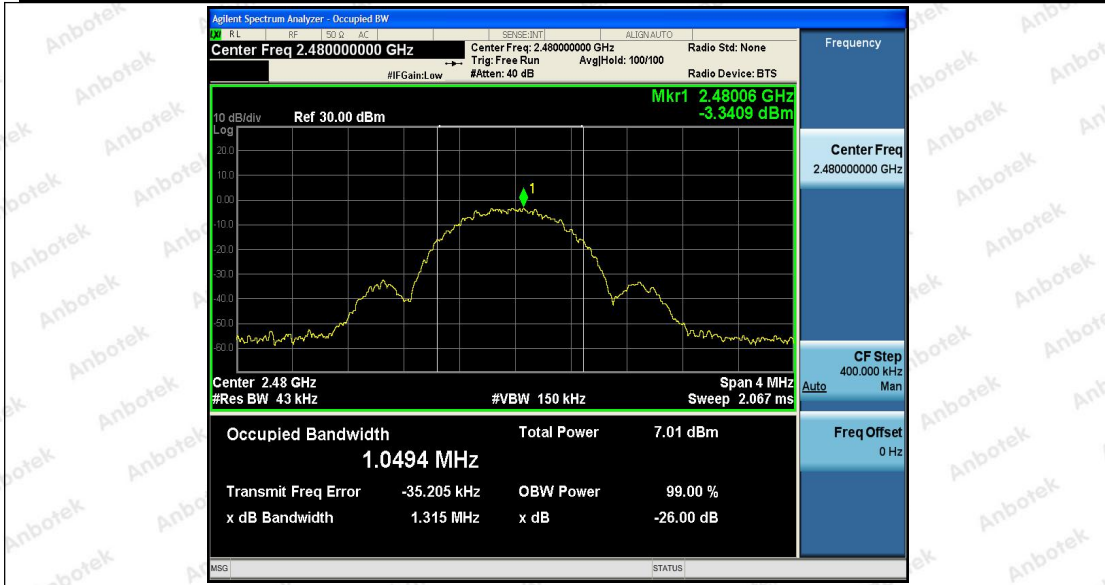 Agilent Spectrum Analyzer - Occupied BW
LXI RL RF 50 Ω AC SENSE:INT ALIGNAUTO
Center Freq 2.480000000 GHz
Center Freq: 2.480000000 GHz
Radio Std: None
Trig: Free Run
Avg|Hold: 100/100
#IFGain:Low
#Atten: 40 dB
Radio Device: BTS
Mkr1 2.48006 GHz
-3.3409 dBm
10 dB/div Ref 30.00 dBm
Log
20.0
10.0
0.00
-10.0
-20.0
-30.0
-40.0
-50.0
-60.0
1
Center 2.48 GHz
Span 4 MHz
#Res BW 43 kHz
#VBW 150 kHz
Sweep 2.067 ms
Occupied Bandwidth
Total Power 7.01 dBm
1.0494 MHz
Transmit Freq Error -35.205 kHz
OBW Power 99.00 %
x dB Bandwidth 1.315 MHz
x dB -26.00 dB
MSG
STATUS
Frequency
Center Freq
2.480000000 GHz
CF Step
400.000 kHz
Auto Man
Freq Offset
0 Hz
Anbotek